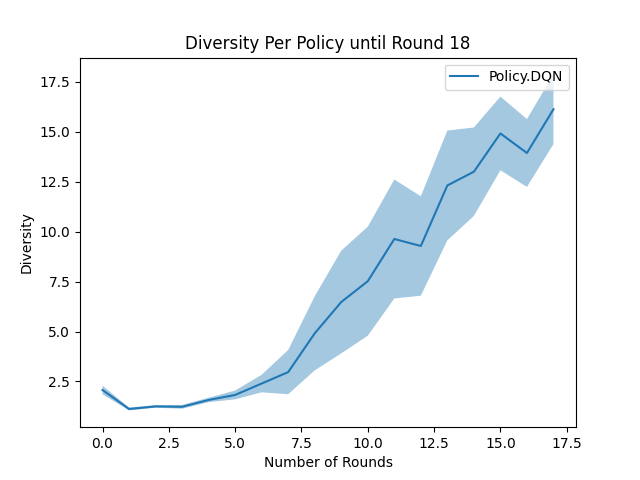 Diversity Per Policy until Round 18
Policy.DQN
17.5
15.0
12.5
10.0
7.5
5.0
2.5
Diversity
0.0 2.5 5.0 7.5 10.0 12.5 15.0 17.5
Number of Rounds